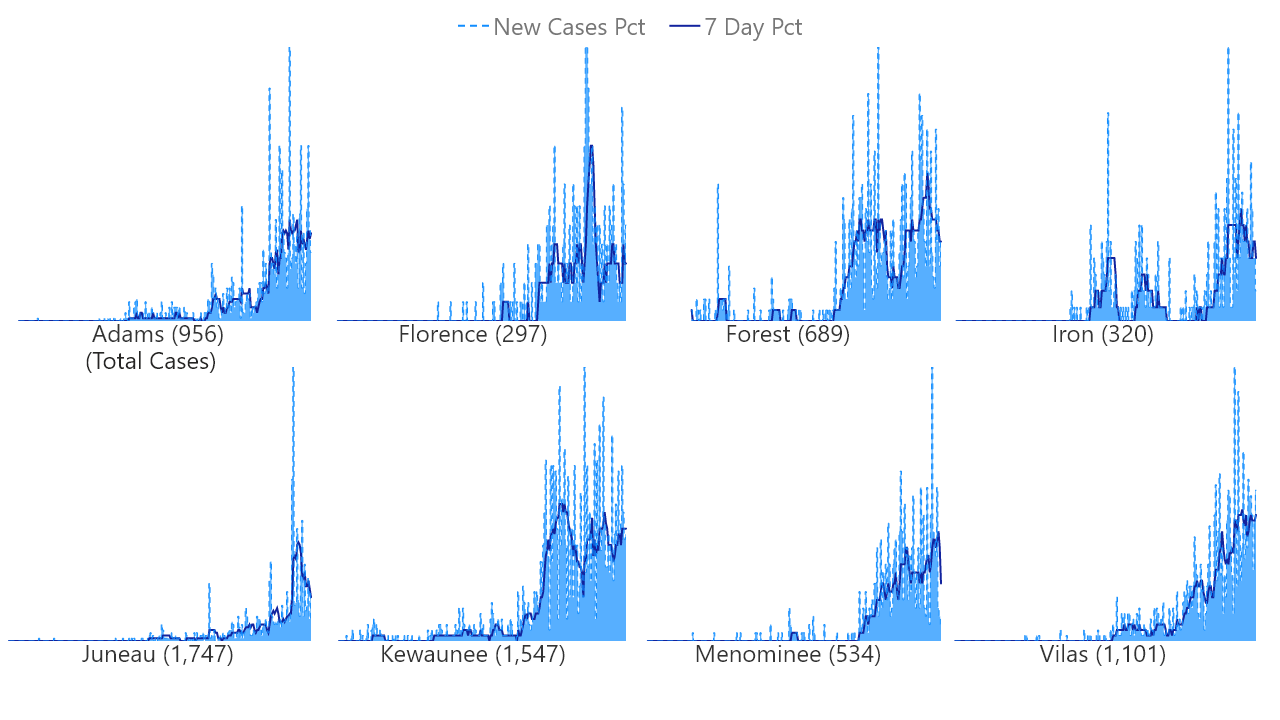 New Cases Pct 7 Day Pct
Adams (956) Florence (297) Forest (689) Iron (320)
(Total Cases)
Juneau (1,747) Kewaunee (1,547) Menominee (534) Vilas (1,101)